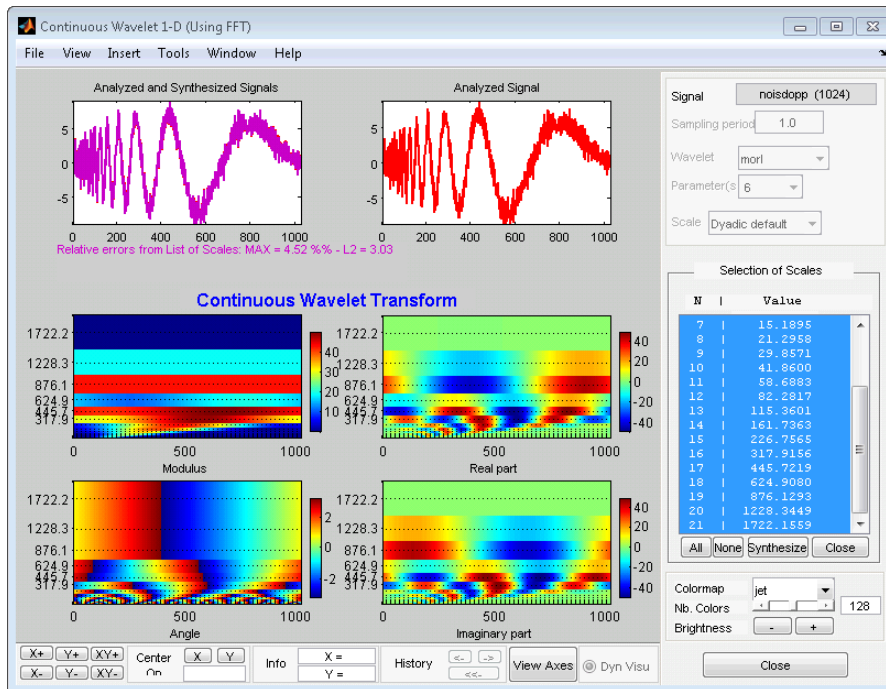 Continuous Wavelet 1-D (Using FFT)
File View Insert Tools Window Help
Analyzed and Synthesized Signals
5
0
-5
0 200 400 600 800 1000
Relative errors from List of Scales: MAX = 4.52 %% - L2 = 3.03
Analyzed Signal
5
0
-5
0 200 400 600 800 1000
Continuous Wavelet Transform
1722.2
1228.3
876.1
624.9
445.7
317.9
0 500 1000
Modulus
40
30
20
10
1722.2
1228.3
876.1
624.9
445.7
317.9
0 500 1000
Real part
40
20
0
-20
-40
1722.2
1228.3
876.1
624.9
445.7
317.9
0 500 1000
Angle
2
0
-2
1722.2
1228.3
876.1
624.9
445.7
317.9
0 500 1000
Imaginary part
40
20
0
-20
-40
Signal noisdopp (1024)
Sampling period 1.0
Wavelet morl
Parameter(s 6
Scale Dyadic default
Selection of Scales
N | Value
7 | 15.1895
8 | 21.2958
9 | 29.8571
10 | 41.8600
11 | 58.6883
12 | 82.2817
13 | 115.3601
14 | 161.7363
15 | 226.7565
16 | 317.9156
17 | 445.7219
18 | 624.9080
19 | 876.1293
20 | 1228.3449
21 | 1722.1559
All None Synthesize Close
Colormap jet
Nb. Colors 128
Brightness - +
Close
X+ Y+ XY+
X- Y- XY-
Center X Y
On
Info X =
Y =
History <- ->
<<-
View Axes
Dyn Visu